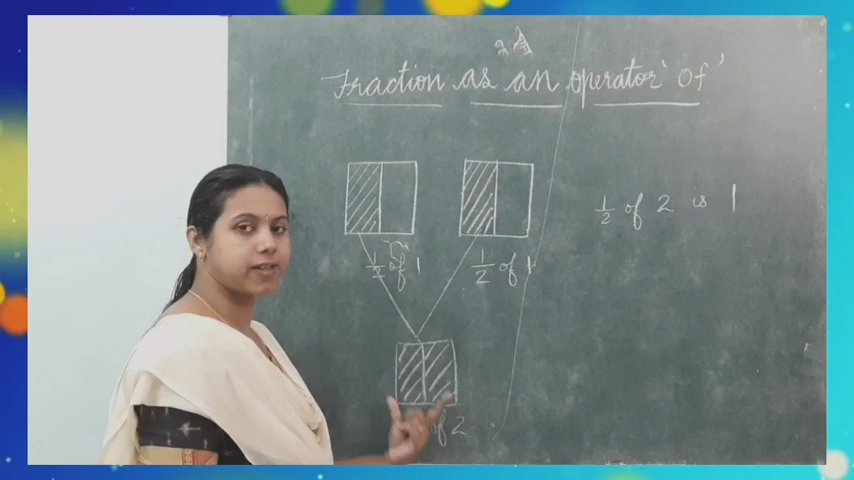 Fraction as an operator 'Of'
1/2 of 2 is 1
1/2 of 1 1/2 of 1
of 2